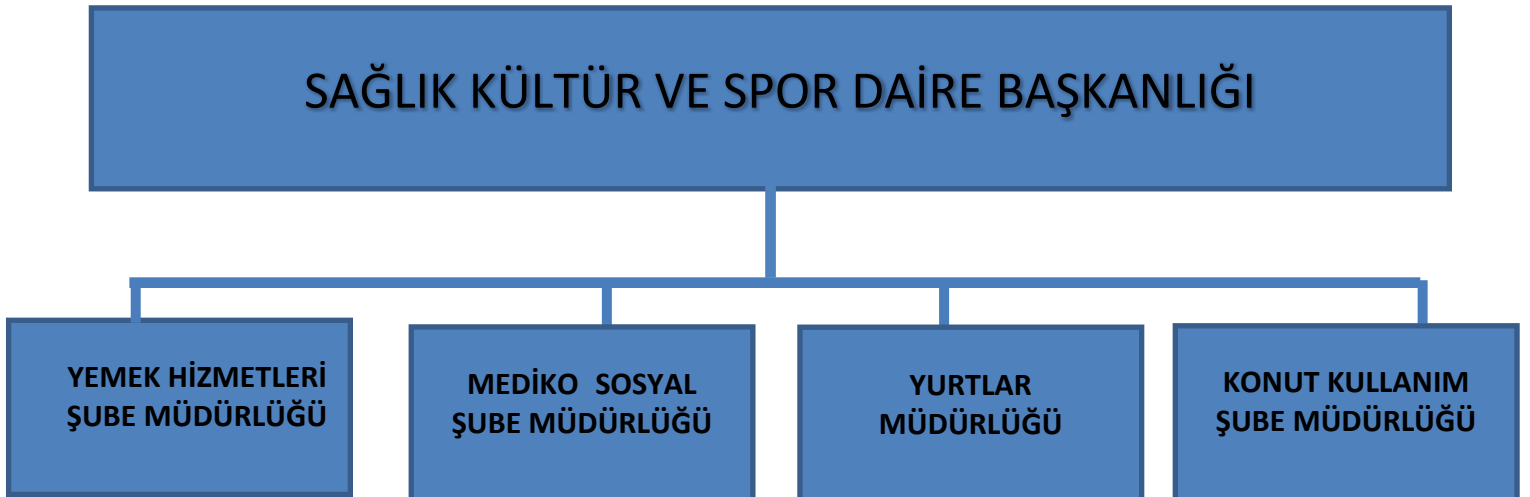 SAĞLIK KÜLTÜR VE SPOR DAİRE BAŞKANLIĞI
YEMEK HİZMETLERİ
ŞUBE MÜDÜRLÜĞÜ
MEDİKO SOSYAL
ŞUBE MÜDÜRLÜĞÜ
YURTLAR
MÜDÜRLÜĞÜ
KONUT KULLANIM
ŞUBE MÜDÜRLÜĞÜ